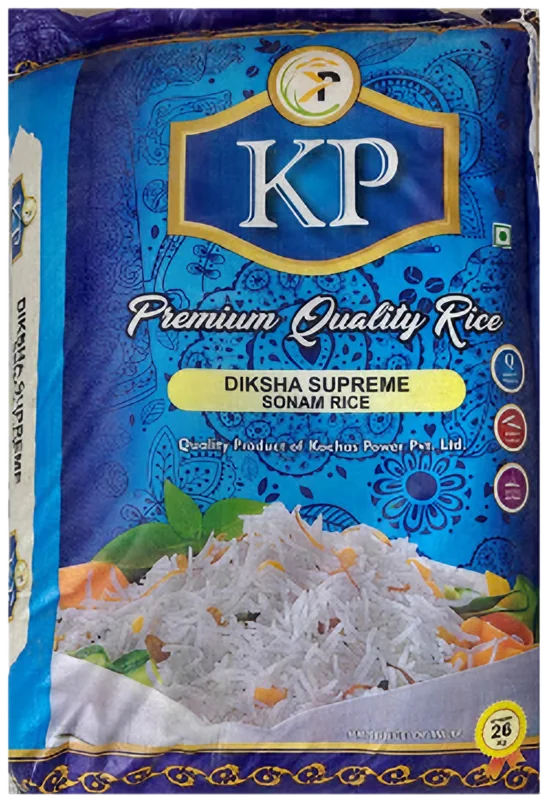 P
KP
Premium Quality Rice
DIKSHA SUPREME
SONAM RICE
Quality Product of Kochas Power Pvt. Ltd.
Q
KP
DIKSHA SUPREME
26
KG